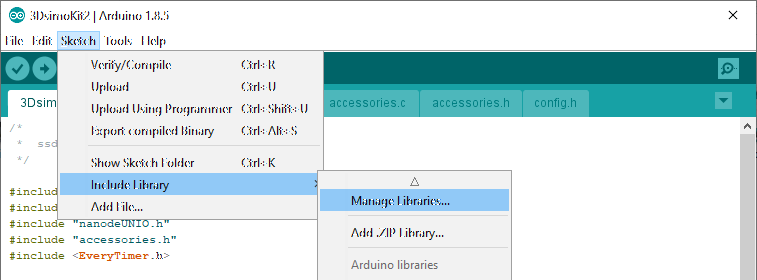 3DsimoKit2 | Arduino 1.8.5
File Edit Sketch Tools Help
Verify/Compile Ctrl+R
Upload Ctrl+U
Upload Using Programmer Ctrl+Shift+U
Export compiled Binary Ctrl+Alt+S
3Dsimo accessories.c accessories.h config.h
/*
* ssd
*/
Show Sketch Folder Ctrl+K
Include Library
Add File...
Manage Libraries...
Add .ZIP Library...
Arduino libraries
#include
#include
#include "nanodeUNIO.h"
#include "accessories.h"
#include <EveryTimer.h>